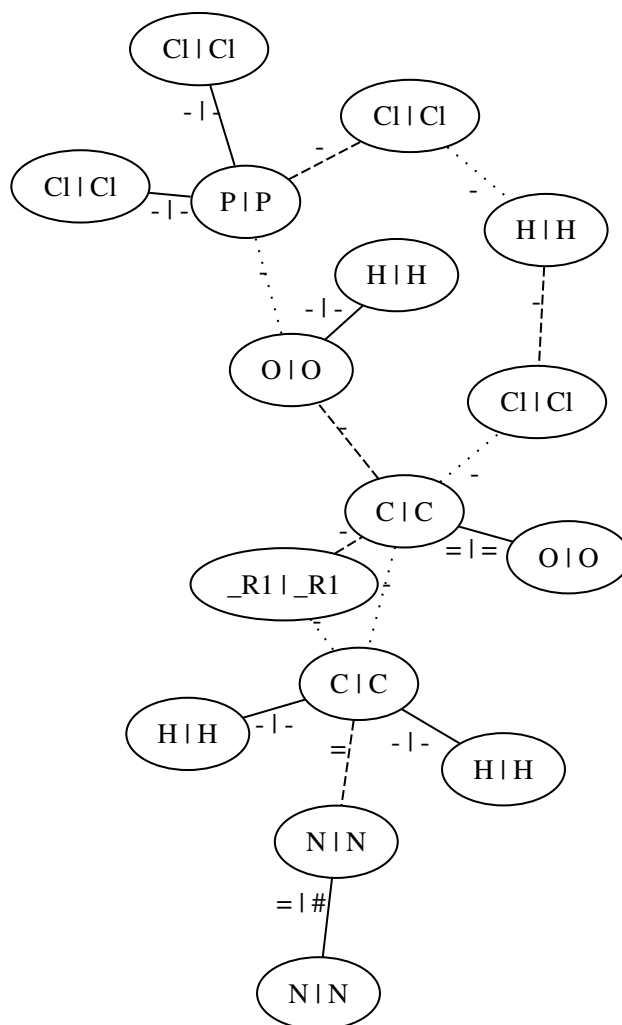 Cl | Cl
- | -
Cl | Cl
-
Cl | Cl
- | -
P | P
-
H | H
-
H | H
- | -
-
O | O
-
Cl | Cl
-
C | C
-
= | =
O | O
_R1 | _R1
-
-
C | C
H | H
- | -
=
- | -
H | H
N | N
= | #
N | N